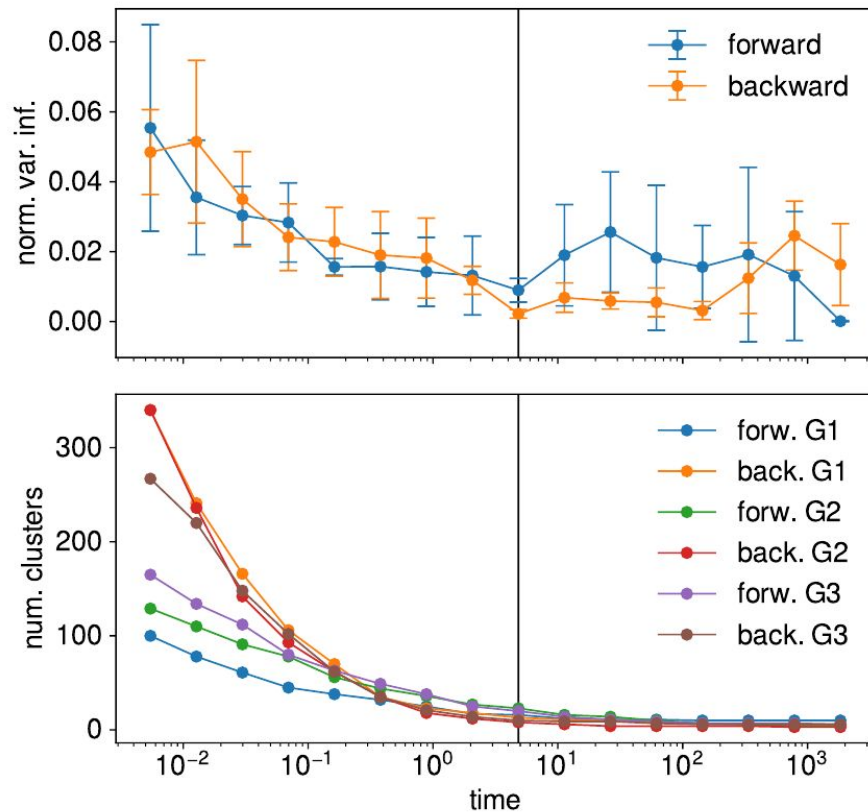 norm. var. inf.
0.08
0.06
0.04
0.02
0.00
forward
backward
num. clusters
300
200
100
0
forw. G1
back. G1
forw. G2
back. G2
forw. G3
back. G3
10⁻² 10⁻¹ 10⁰ 10¹ 10² 10³
time